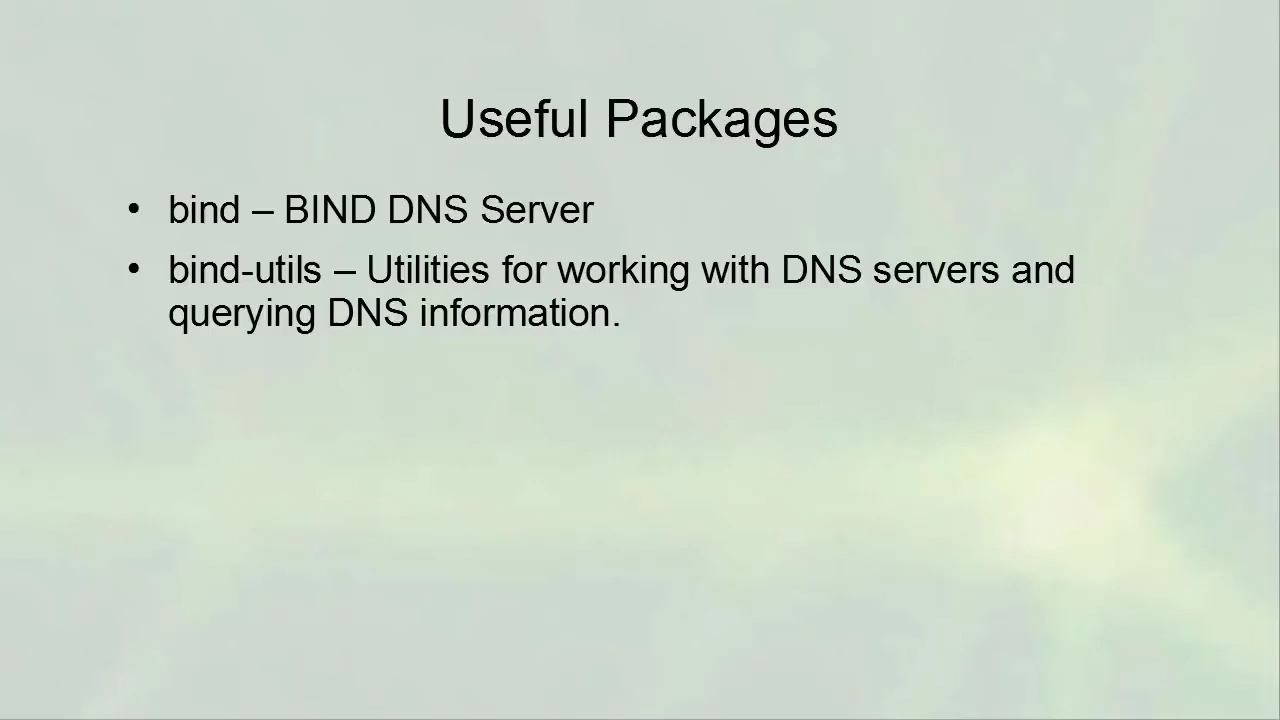 Useful Packages
• bind – BIND DNS Server
• bind-utils – Utilities for working with DNS servers and
querying DNS information.